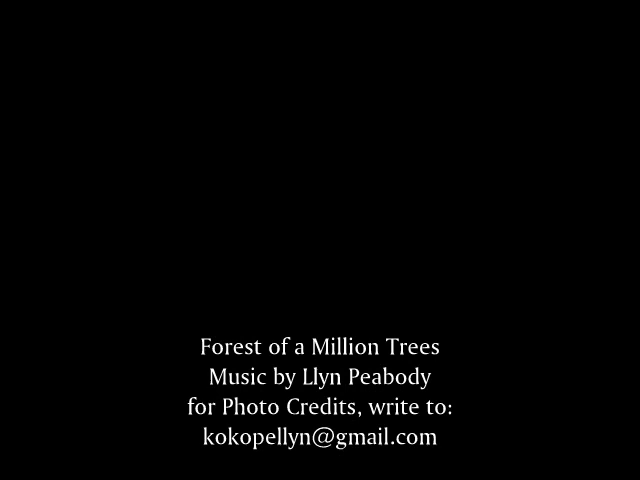 Forest of a Million Trees
Music by Llyn Peabody
for Photo Credits, write to:
kokopellyn@gmail.com